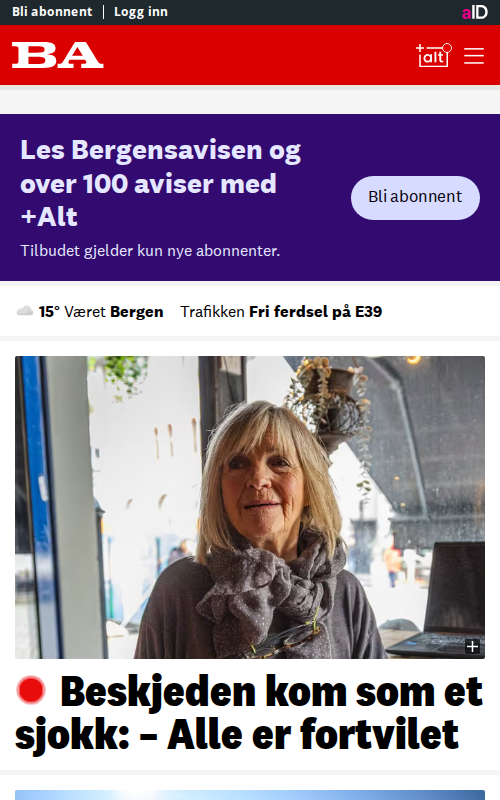 Bli abonnent | Logg inn
aID
BA
+alt
Les Bergensavisen og
over 100 aviser med
+Alt
Bli abonnent
Tilbudet gjelder kun nye abonnenter.
15° Været Bergen Trafikken Fri ferdsel på E39
Beskjeden kom som et
sjokk: – Alle er fortvilet